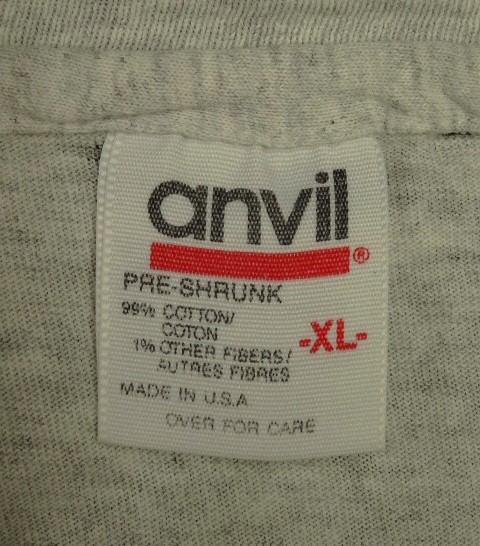 anvil®
PRE-SHRUNK
99% COTTON/
COTON
1% OTHER FIBERS/
AUTRES FIBRES
-XL-
MADE IN U.S.A
OVER FOR CARE